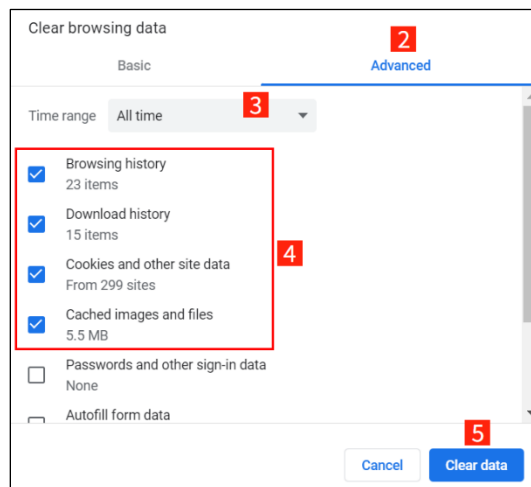 Clear browsing data
2
Basic
Advanced
3
Time range All time
Browsing history
23 items
Download history
15 items
4
Cookies and other site data
From 299 sites
Cached images and files
5.5 MB
Passwords and other sign-in data
None
Autofill form data
5
Cancel
Clear data